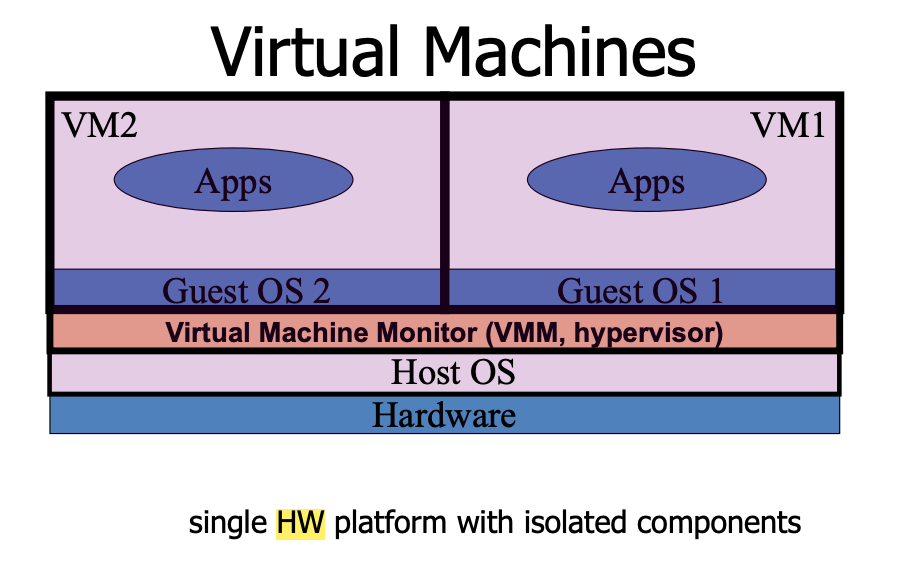 Virtual Machines
VM2
VM1
Apps
Apps
Guest OS 2
Guest OS 1
Virtual Machine Monitor (VMM, hypervisor)
Host OS
Hardware
single HW platform with isolated components